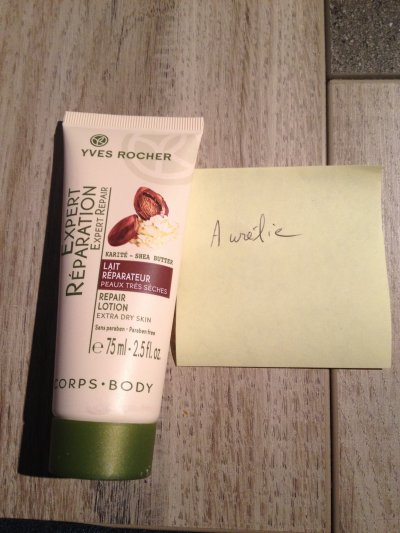 YVES ROCHER
EXPERT
RÉPARATION
EXPERT REPAIR
KARITÉ - SHEA BUTTER
LAIT
RÉPARATEUR
PEAUX TRÈS SÈCHES
REPAIR
LOTION
EXTRA DRY SKIN
Sans paraben • Paraben free
e 75 ml - 2.5 fl. oz.
CORPS • BODY
Aurélie